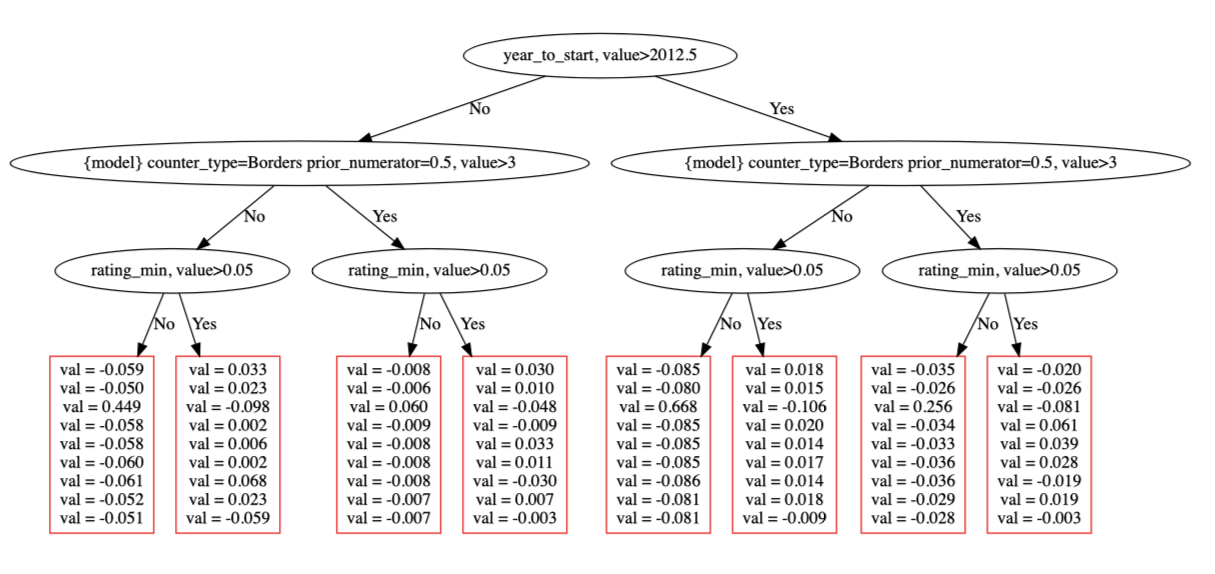 year_to_start, value>2012.5
No
Yes
{model} counter_type=Borders prior_numerator=0.5, value>3
{model} counter_type=Borders prior_numerator=0.5, value>3
No
Yes
No
Yes
rating_min, value>0.05
rating_min, value>0.05
rating_min, value>0.05
rating_min, value>0.05
No
Yes
No
Yes
No
Yes
No
Yes
val = -0.059
val = -0.050
val = 0.449
val = -0.058
val = -0.058
val = -0.060
val = -0.061
val = -0.052
val = -0.051
val = 0.033
val = 0.023
val = -0.098
val = 0.002
val = 0.006
val = 0.002
val = 0.068
val = 0.023
val = -0.059
val = -0.008
val = -0.006
val = 0.060
val = -0.009
val = -0.008
val = -0.008
val = -0.008
val = -0.007
val = -0.007
val = 0.030
val = 0.010
val = -0.048
val = -0.009
val = 0.033
val = 0.011
val = -0.030
val = 0.007
val = -0.003
val = -0.085
val = -0.080
val = 0.668
val = -0.085
val = -0.085
val = -0.085
val = -0.086
val = -0.081
val = -0.081
val = 0.018
val = 0.015
val = -0.106
val = 0.020
val = 0.014
val = 0.017
val = 0.014
val = 0.018
val = -0.009
val = -0.035
val = -0.026
val = 0.256
val = -0.034
val = -0.033
val = -0.036
val = -0.036
val = -0.029
val = -0.028
val = -0.020
val = -0.026
val = -0.081
val = 0.061
val = 0.039
val = 0.028
val = -0.019
val = 0.019
val = -0.003